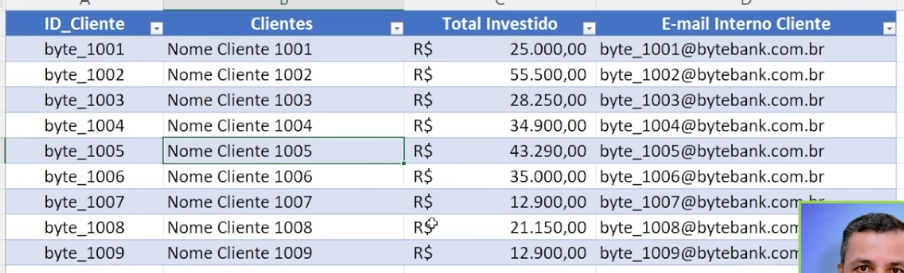 ID_Cliente Clientes Total Investido E-mail Interno Cliente
byte_1001 Nome Cliente 1001 R$ 25.000,00 byte_1001@bytebank.com.br
byte_1002 Nome Cliente 1002 R$ 55.500,00 byte_1002@bytebank.com.br
byte_1003 Nome Cliente 1003 R$ 28.250,00 byte_1003@bytebank.com.br
byte_1004 Nome Cliente 1004 R$ 34.900,00 byte_1004@bytebank.com.br
byte_1005 Nome Cliente 1005 R$ 43.290,00 byte_1005@bytebank.com.br
byte_1006 Nome Cliente 1006 R$ 35.000,00 byte_1006@bytebank.com.br
byte_1007 Nome Cliente 1007 R$ 12.900,00 byte_1007@bytebank.com.br
byte_1008 Nome Cliente 1008 R$ 21.150,00 byte_1008@bytebank.com
byte_1009 Nome Cliente 1009 R$ 12.900,00 byte_1009@bytebank.com